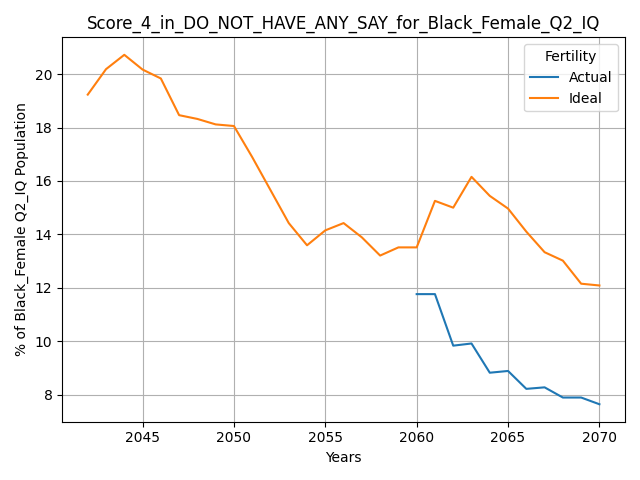 Score_4_in_DO_NOT_HAVE_ANY_SAY_for_Black_Female_Q2_IQ
Fertility
Actual
Ideal
% of Black_Female Q2_IQ Population
20
18
16
14
12
10
8
2045 2050 2055 2060 2065 2070
Years